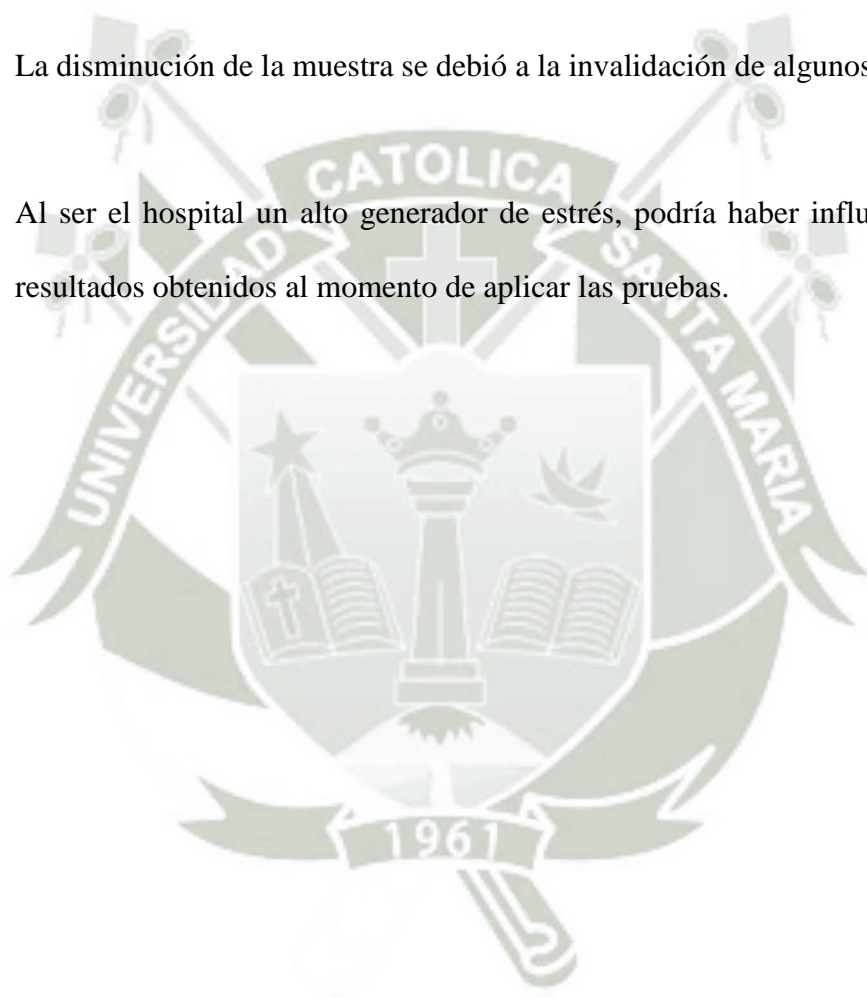 La disminución de la muestra se debió a la invalidación de algunos
Al ser el hospital un alto generador de estrés, podría haber
resultados obtenidos al momento de aplicar las pruebas.
UNIVERSIDAD CATOLICA SANTA MARIA
1961